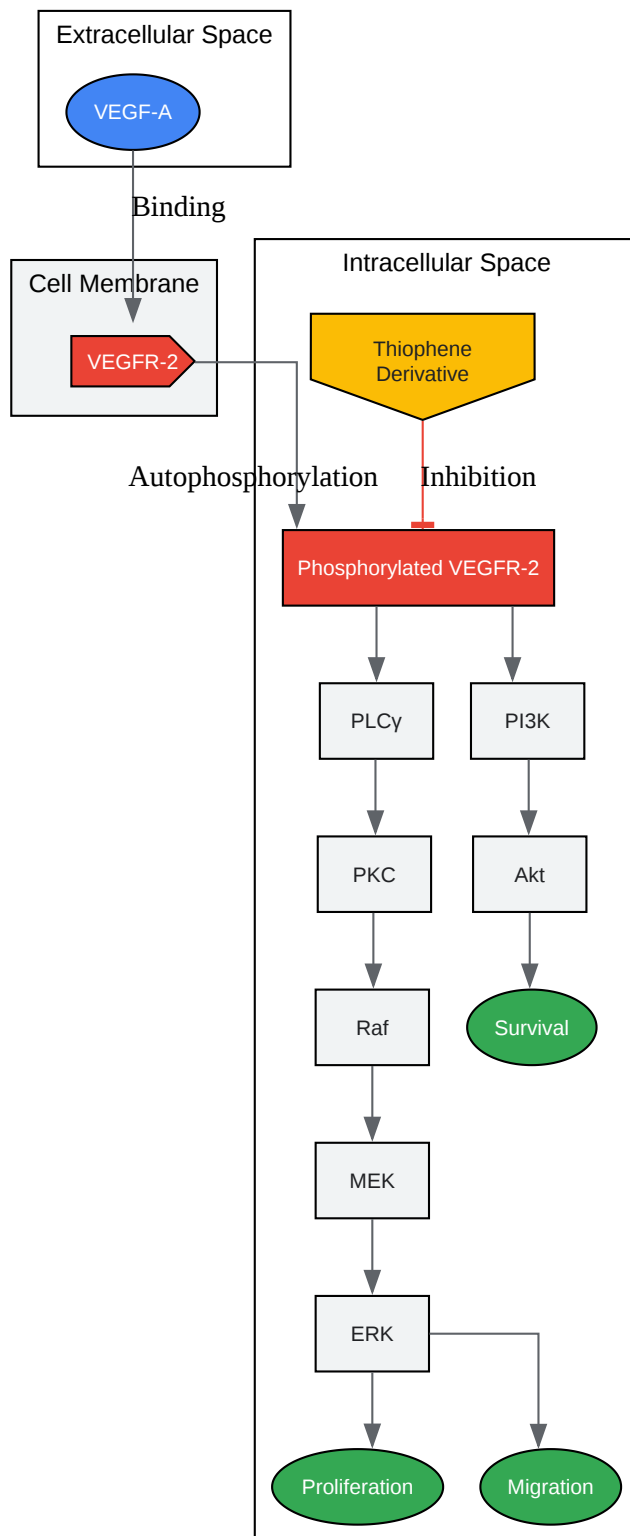 Extracellular Space
VEGF-A
Binding
Cell Membrane
VEGFR-2
Intracellular Space
Thiophene
Derivative
Autophosphorylation
Inhibition
Phosphorylated VEGFR-2
PLCγ
PI3K
PKC
Akt
Raf
Survival
MEK
ERK
Proliferation
Migration